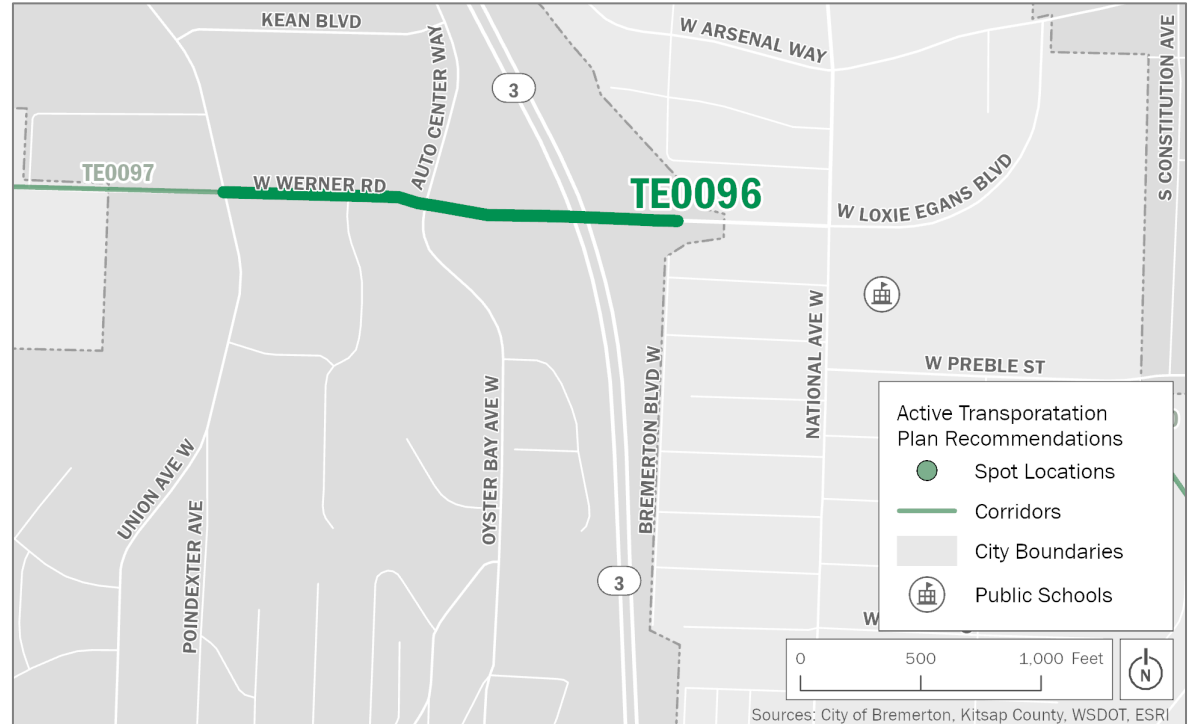 KEAN BLVD
W ARSENAL WAY
AUTO CENTER WAY
3
S CONSTITUTION AVE
TE0097
W WERNER RD
TE0096
W LOXIE EGANS BLVD
NATIONAL AVE W
W PREBLE ST
UNION AVE W
POINDEXTER AVE
OYSTER BAY AVE W
BREMERTON BLVD W
3
Active Transporatation
Plan Recommendations
Spot Locations
Corridors
City Boundaries
Public Schools
W
0 500 1,000 Feet
N
Sources: City of Bremerton, Kitsap County, WSDOT, ESRI